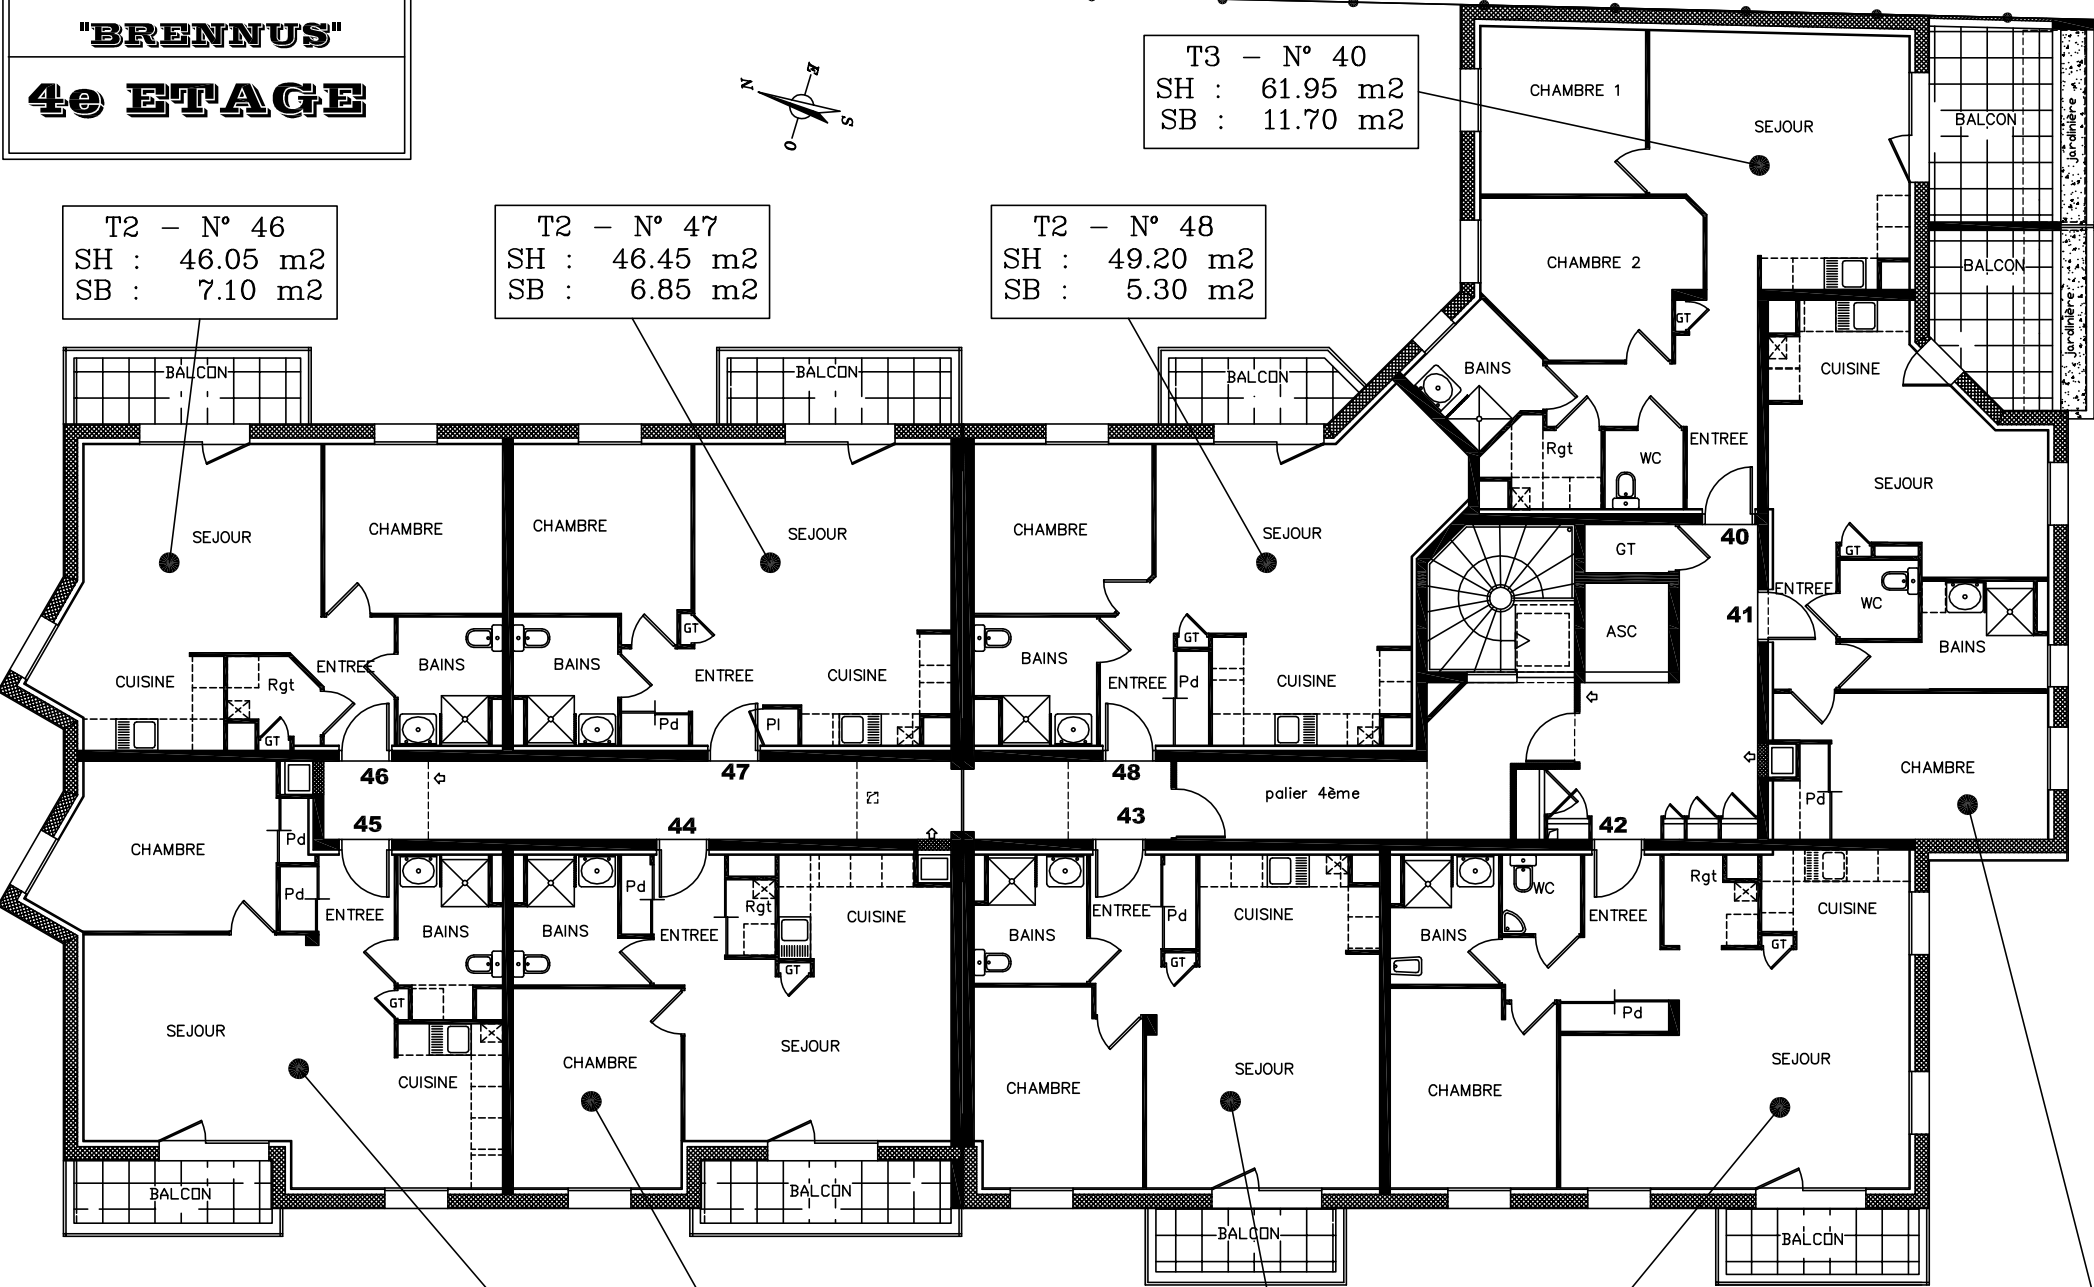 "BRENNUS"
4e ETAGE
N
E
S
O
T3 - N° 40
SH : 61.95 m2
SB : 11.70 m2
T2 - N° 46
SH : 46.05 m2
SB : 7.10 m2
T2 - N° 47
SH : 46.45 m2
SB : 6.85 m2
T2 - N° 48
SH : 49.20 m2
SB : 5.30 m2
CHAMBRE 1
SEJOUR
BALCON
jardinière
CHAMBRE 2
BALCON
jardinière
GT
BAINS
CUISINE
Rgt
WC
ENTREE
SEJOUR
40
GT
ASC
41
ENTREE
GT
WC
BAINS
CHAMBRE
Pd
BALCON
BALCON
BALCON
SEJOUR
CHAMBRE
CHAMBRE
SEJOUR
CHAMBRE
SEJOUR
GT
GT
ENTREE
BAINS
BAINS
ENTREE
CUISINE
BAINS
ENTREE
Pd
CUISINE
CUISINE
Rgt
GT
Pd
Pl
46
47
48
palier 4ème
45
44
43
42
CHAMBRE
Pd
Pd
ENTREE
BAINS
BAINS
Pd
ENTREE
Rgt
CUISINE
GT
BAINS
ENTREE
Pd
CUISINE
GT
BAINS
WC
ENTREE
Rgt
CUISINE
GT
GT
SEJOUR
CUISINE
CHAMBRE
SEJOUR
CHAMBRE
SEJOUR
CHAMBRE
Pd
SEJOUR
BALCON
BALCON
BALCON
BALCON